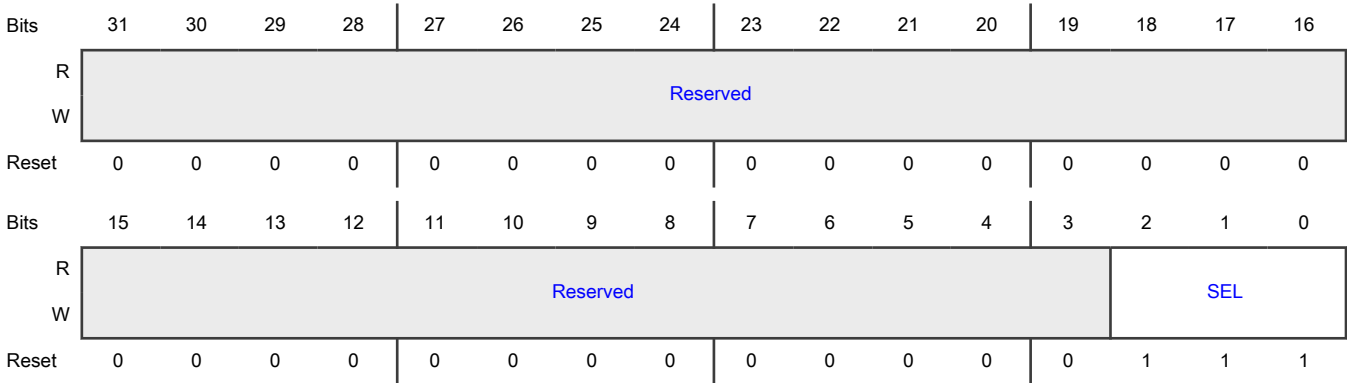 Bits 31 30 29 28 27 26 25 24 23 22 21 20 19 18 17 16
R
Reserved
W
Reset 0 0 0 0 0 0 0 0 0 0 0 0 0 0 0 0
Bits 15 14 13 12 11 10 9 8 7 6 5 4 3 2 1 0
R
Reserved SEL
W
Reset 0 0 0 0 0 0 0 0 0 0 0 0 0 1 1 1